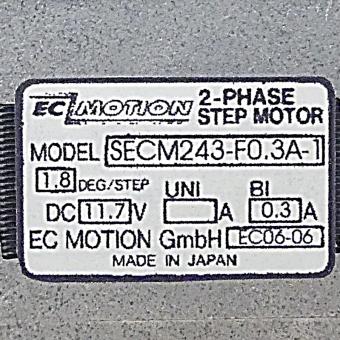 EC MOTION 2-PHASE
STEP MOTOR
MODEL SECM243-F0.3A-1
1.8 DEG/STEP UNI BI
DC 11.7 V A 0.3 A
EC MOTION GmbH EC06-06
MADE IN JAPAN